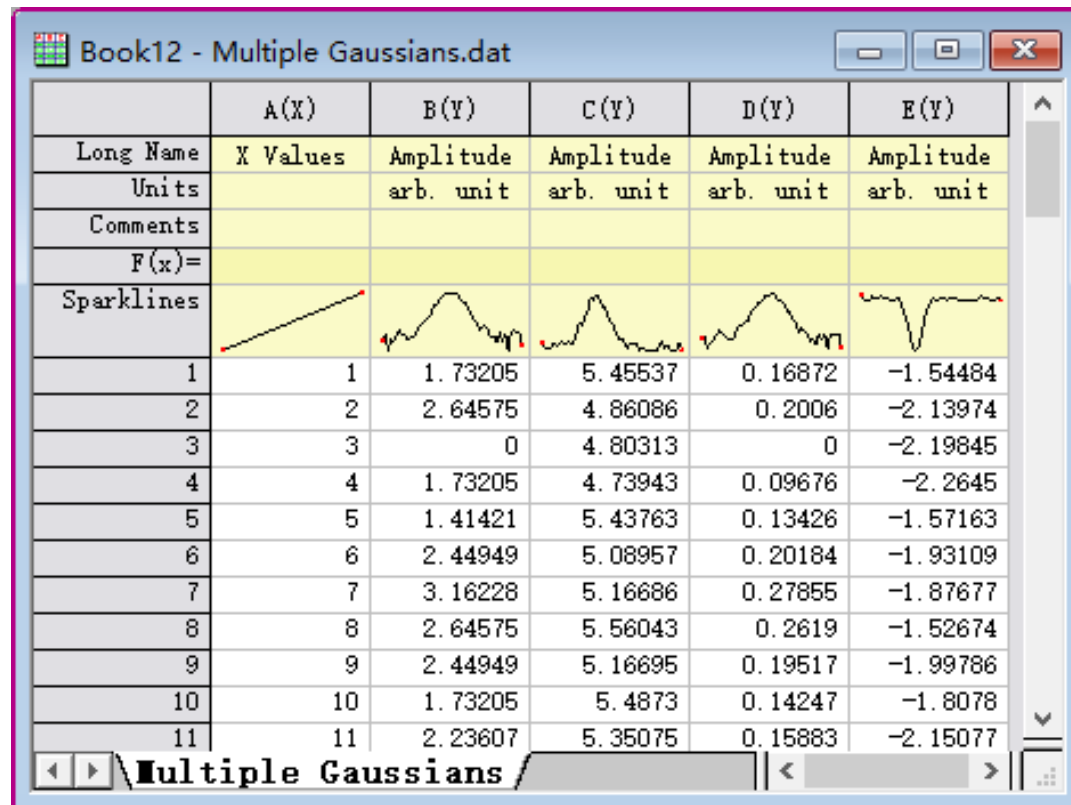 Book12 - Multiple Gaussians.dat
A(X) B(Y) C(Y) D(Y) E(Y)
Long Name X Values Amplitude Amplitude Amplitude Amplitude
Units arb. unit arb. unit arb. unit arb. unit
Comments
F(x)=
Sparklines
1 1 1.73205 5.45537 0.16872 -1.54484
2 2 2.64575 4.86086 0.2006 -2.13974
3 3 0 4.80313 0 -2.19845
4 4 1.73205 4.73943 0.09676 -2.2645
5 5 1.41421 5.43763 0.13426 -1.57163
6 6 2.44949 5.08957 0.20184 -1.93109
7 7 3.16228 5.16686 0.27855 -1.87677
8 8 2.64575 5.56043 0.2619 -1.52674
9 9 2.44949 5.16695 0.19517 -1.99786
10 10 1.73205 5.4873 0.14247 -1.8078
11 11 2.23607 5.35075 0.15883 -2.15077
Multiple Gaussians